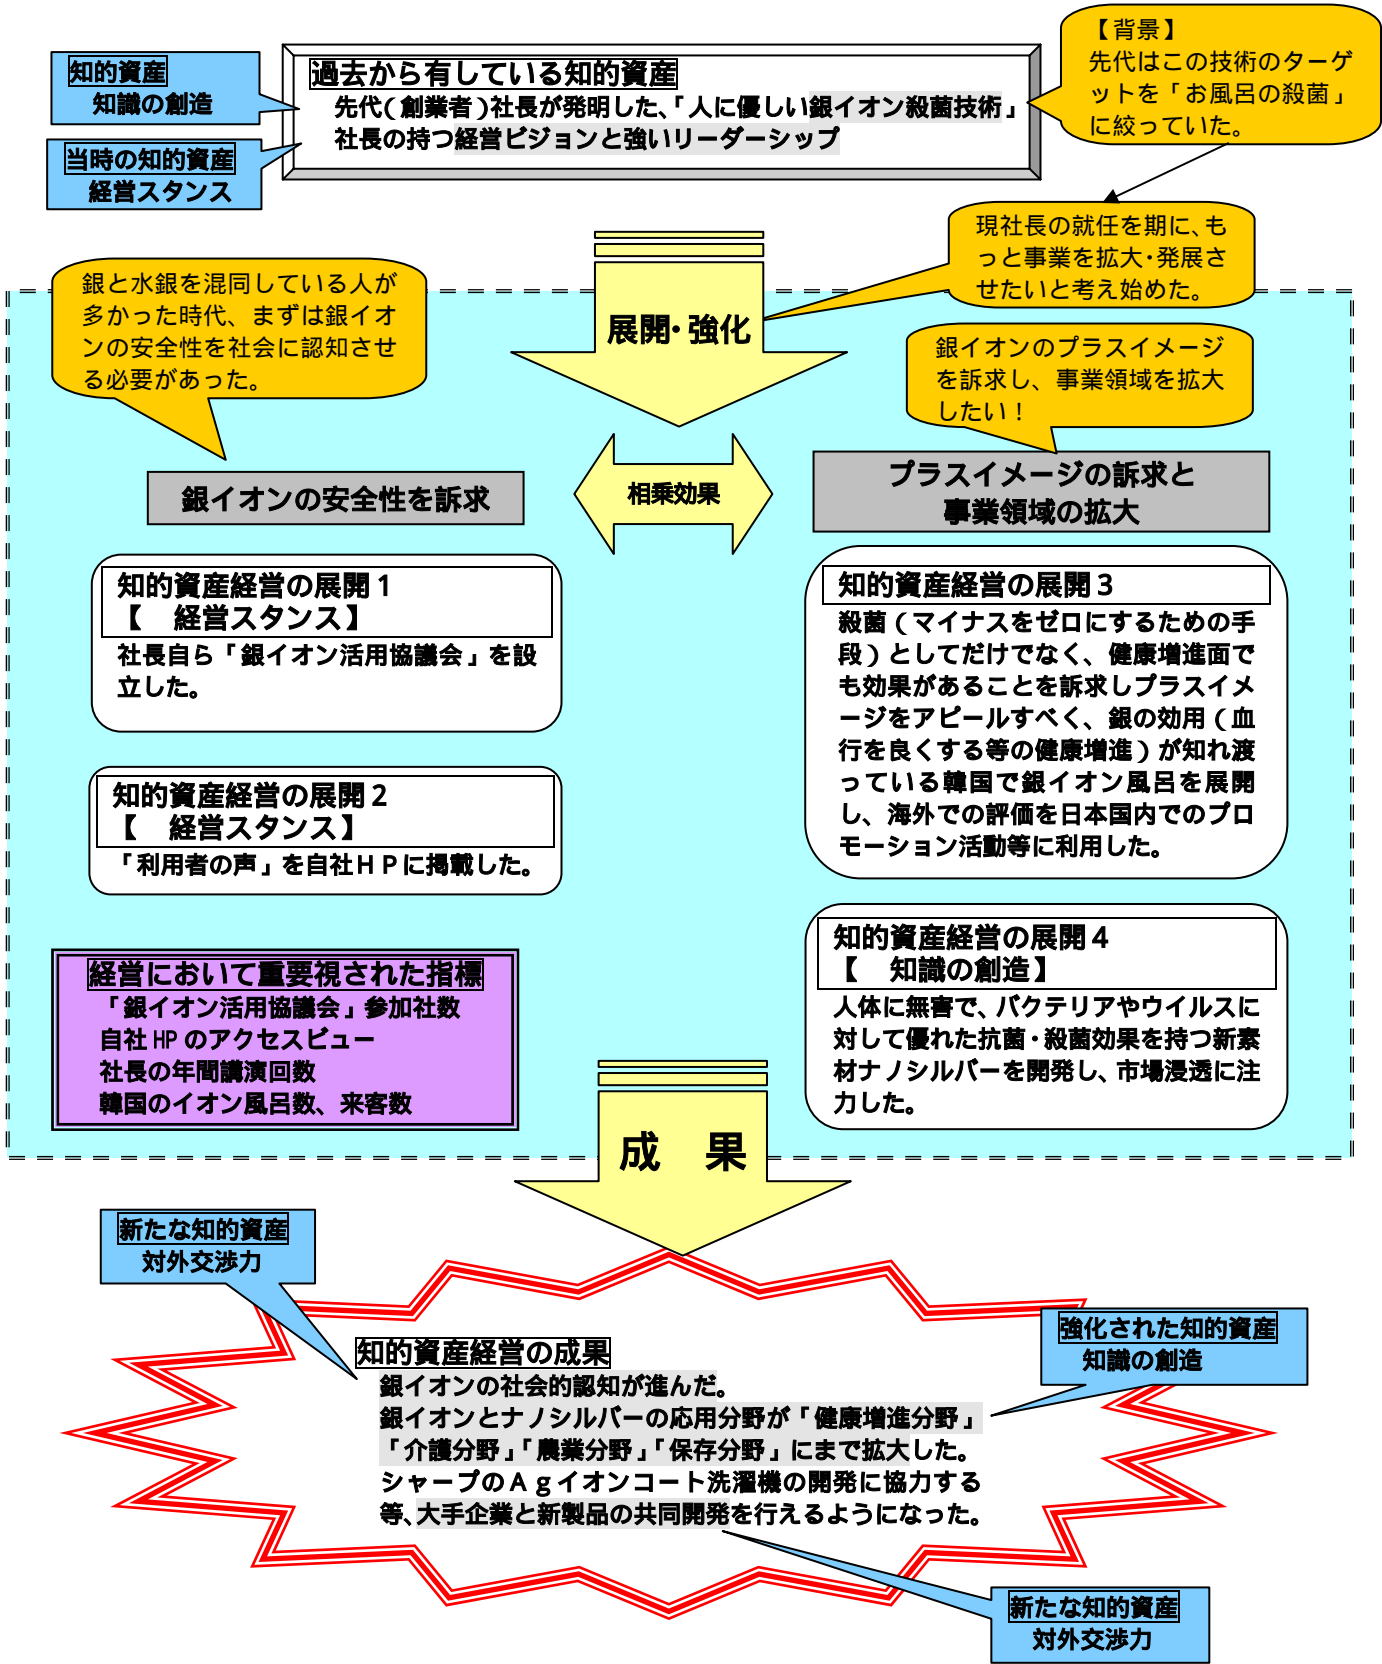 【背景】
先代はこの技術のターゲ
ットを「お風呂の殺菌」
に絞っていた。
知的資産
知識の創造
過去から有している知的資産
先代(創業者)社長が発明した、「人に優しい銀イオン殺菌技術」
社長の持つ経営ビジョンと強いリーダーシップ
当時の知的資産
経営スタンス
現社長の就任を期に、も
っと事業を拡大・発展さ
せたいと考え始めた。
銀と水銀を混同している人が
多かった時代、まずは銀イオ
ンの安全性を社会に認知させ
る必要があった。
展開・強化
銀イオンのプラスイメージ
を訴求し、事業領域を拡大
したい!
銀イオンの安全性を訴求
相乗効果
プラスイメージの訴求と
事業領域の拡大
知的資産経営の展開1
【 経営スタンス】
社長自ら「銀イオン活用協議会」を設
立した。
知的資産経営の展開2
【 経営スタンス】
「利用者の声」を自社HPに掲載した。
知的資産経営の展開3
殺菌(マイナスをゼロにするための手
段)としてだけでなく、健康増進面で
も効果があることを訴求しプラスイメ
ージをアピールすべく、銀の効用(血
行を良くする等の健康増進)が知れ渡
っている韓国で銀イオン風呂を展開
し、海外での評価を日本国内でのプロ
モーション活動等に利用した。
知的資産経営の展開4
【 知識の創造】
人体に無害で、バクテリアやウイルスに
対して優れた抗菌・殺菌効果を持つ新素
材ナノシルバーを開発し、市場浸透に注
力した。
経営において重要視された指標
「銀イオン活用協議会」参加社数
自社HPのアクセスビュー
社長の年間講演回数
韓国のイオン風呂数、来客数
成 果
新たな知的資産
対外交渉力
強化された知的資産
知識の創造
知的資産経営の成果
銀イオンの社会的認知が進んだ。
銀イオンとナノシルバーの応用分野が「健康増進分野」
「介護分野」「農業分野」「保存分野」にまで拡大した。
シャープのAgイオンコート洗濯機の開発に協力する
等、大手企業と新製品の共同開発を行えるようになった。
新たな知的資産
対外交渉力